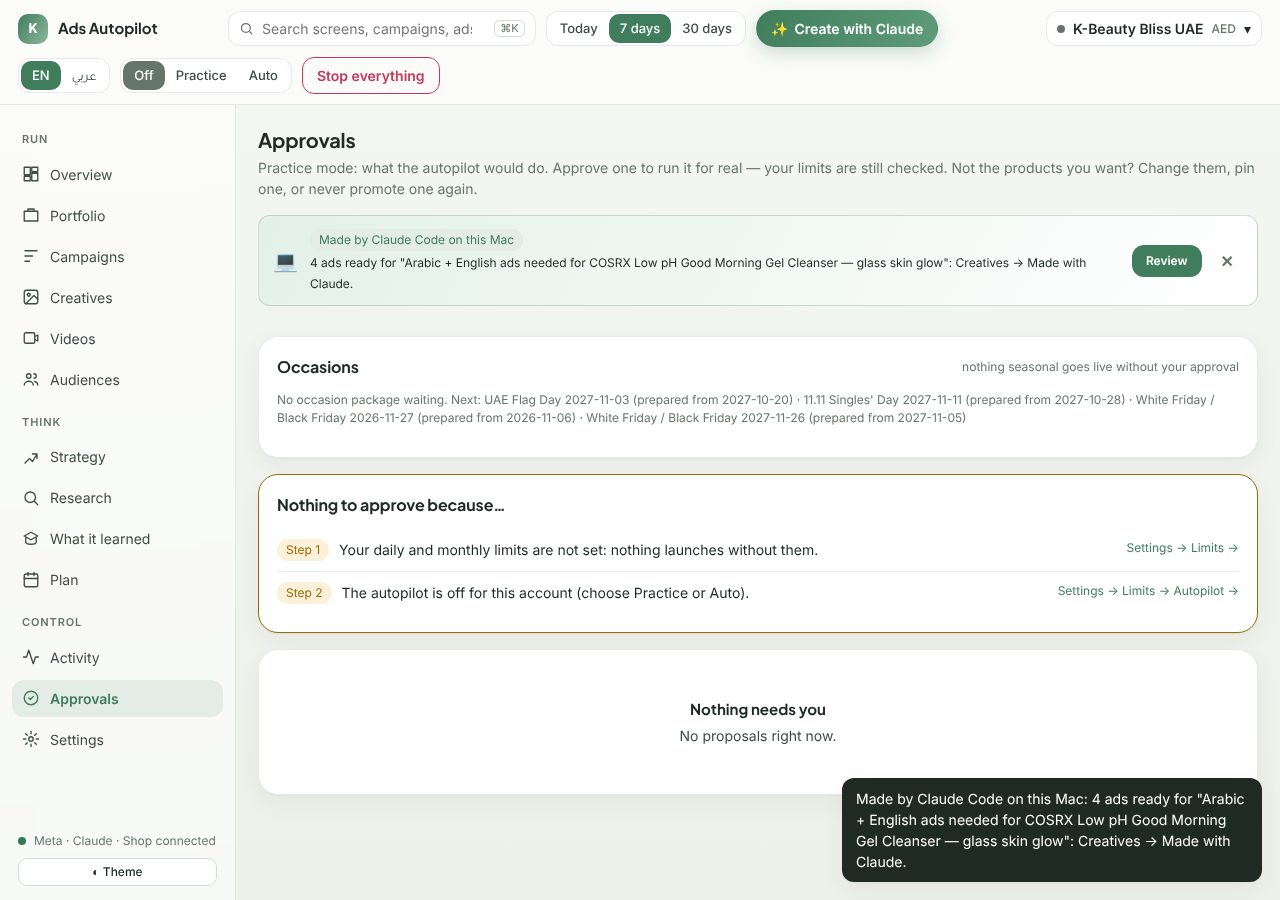 K Ads Autopilot
Search screens, campaigns, ads ⌘K
Today 7 days 30 days
✨ Create with Claude
K-Beauty Bliss UAE AED ▾
EN عربي
Off Practice Auto
Stop everything
RUN
Overview
Portfolio
Campaigns
Creatives
Videos
Audiences
THINK
Strategy
Research
What it learned
Plan
CONTROL
Activity
Approvals
Settings
Meta · Claude · Shop connected
Theme
Approvals
Practice mode: what the autopilot would do. Approve one to run it for real — your limits are still checked. Not the products you want? Change them, pin
one, or never promote one again.
Made by Claude Code on this Mac
4 ads ready for "Arabic + English ads needed for COSRX Low pH Good Morning Gel Cleanser — glass skin glow": Creatives → Made with
Claude.
Review ✕
Occasions
nothing seasonal goes live without your approval
No occasion package waiting. Next: UAE Flag Day 2027-11-03 (prepared from 2027-10-20) · 11.11 Singles' Day 2027-11-11 (prepared from 2027-10-28) · White Friday /
Black Friday 2026-11-27 (prepared from 2026-11-06) · White Friday / Black Friday 2027-11-26 (prepared from 2027-11-05)
Nothing to approve because…
Step 1 Your daily and monthly limits are not set: nothing launches without them. Settings → Limits →
Step 2 The autopilot is off for this account (choose Practice or Auto). Settings → Limits → Autopilot →
Nothing needs you
No proposals right now.
Made by Claude Code on this Mac: 4 ads ready for "Arabic
+ English ads needed for COSRX Low pH Good Morning
Gel Cleanser — glass skin glow": Creatives → Made with
Claude.